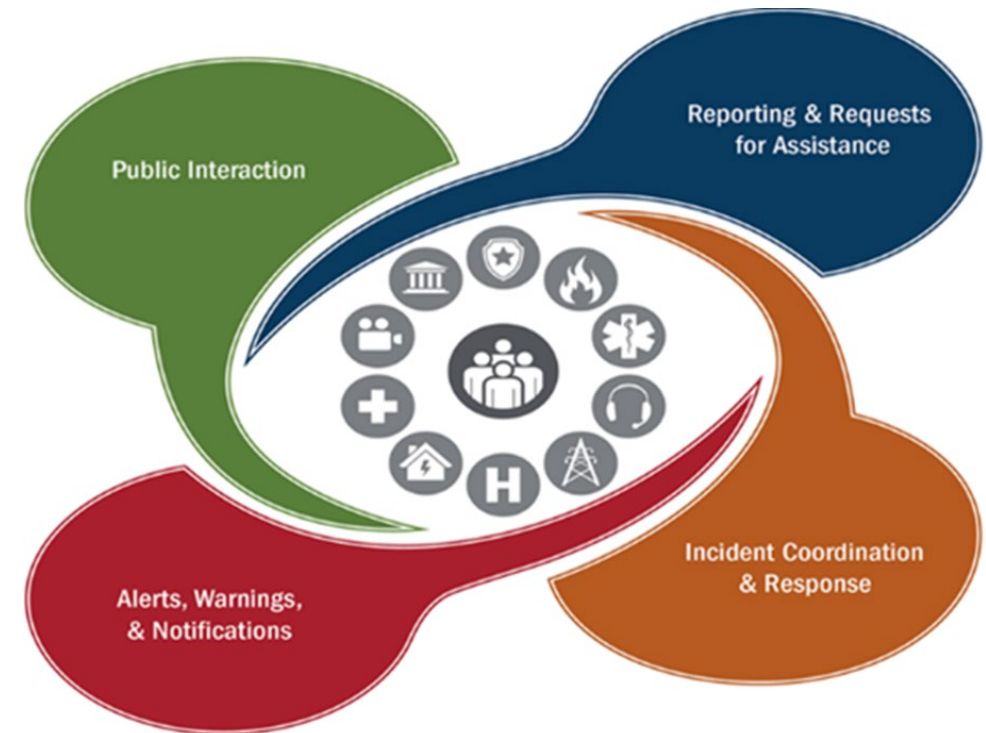 Public Interaction
Reporting & Requests
for Assistance
H
Alerts, Warnings,
& Notifications
Incident Coordination
& Response